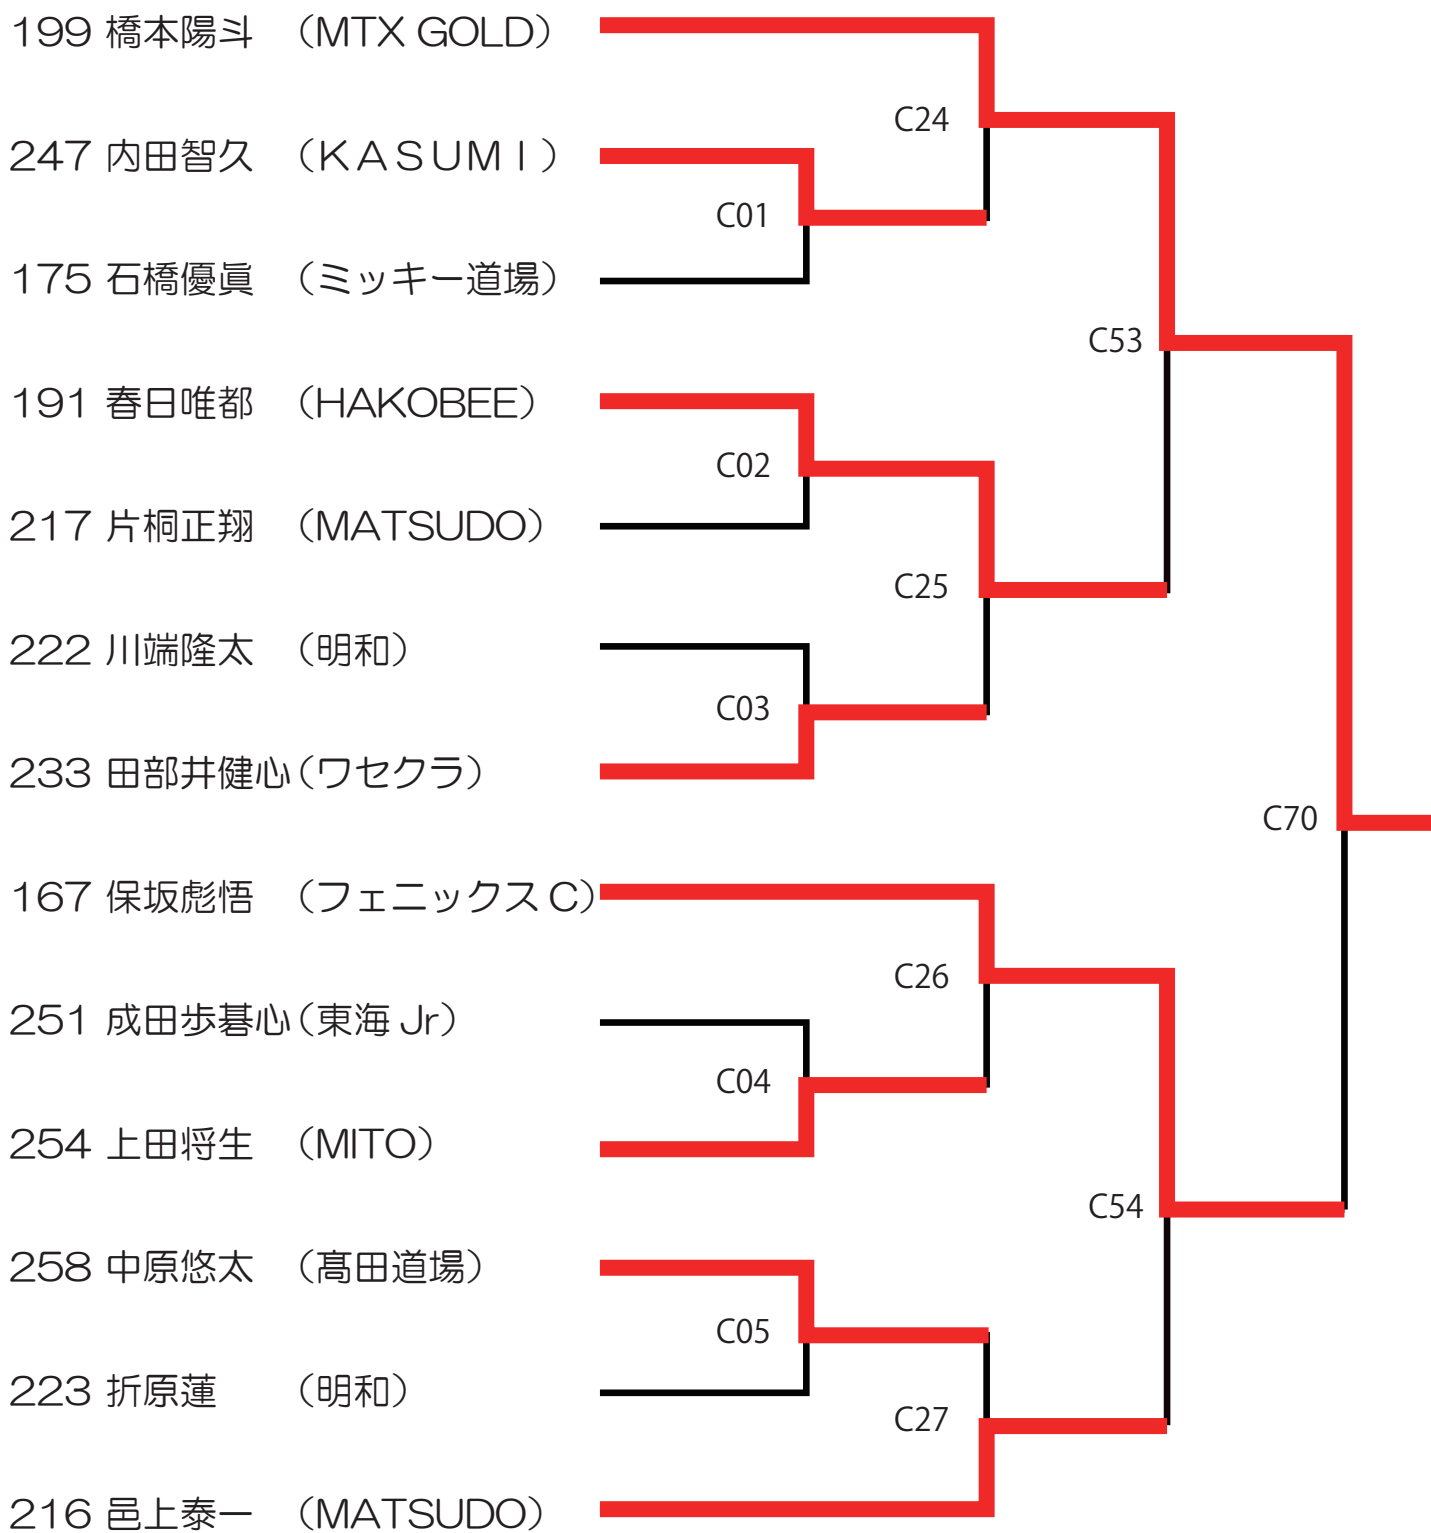 199 橋本陽斗 （MTX GOLD）
C24
247 内田智久 （ＫＡＳＵＭＩ）
C01
175 石橋優眞 （ミッキー道場）
C53
191 春日唯都 （HAKOBEE）
C02
217 片桐正翔 （MATSUDO）
C25
222 川端隆太 （明和）
C03
233 田部井健心（ワセクラ）
C70
167 保坂彪悟 （フェニックス C）
C26
251 成田歩碁心（東海 Jr）
C04
254 上田将生 （MITO）
C54
258 中原悠太 （髙田道場）
C05
223 折原蓮 （明和）
C27
216 邑上泰一 （MATSUDO）